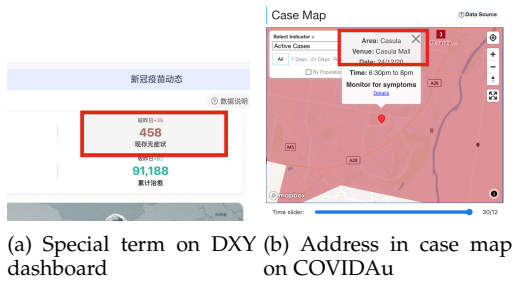 新冠疫苗动态
? 数据说明
较昨日+35
458
现存无症状
较昨日+82
91,188
累计治愈
Case Map
? Data Source
Select Indicator
Active Cases
All 7 Days 21 Days
By Population
Area: Casula
Venue: Casula Mall
Date: 24/12/20
Time: 6:30pm to 8pm
Monitor for symptoms
Details
3
A28
M5
A28
mapbox
Time slider:
30/12
(a) Special term on DXY dashboard
(b) Address in case map on COVIDAu